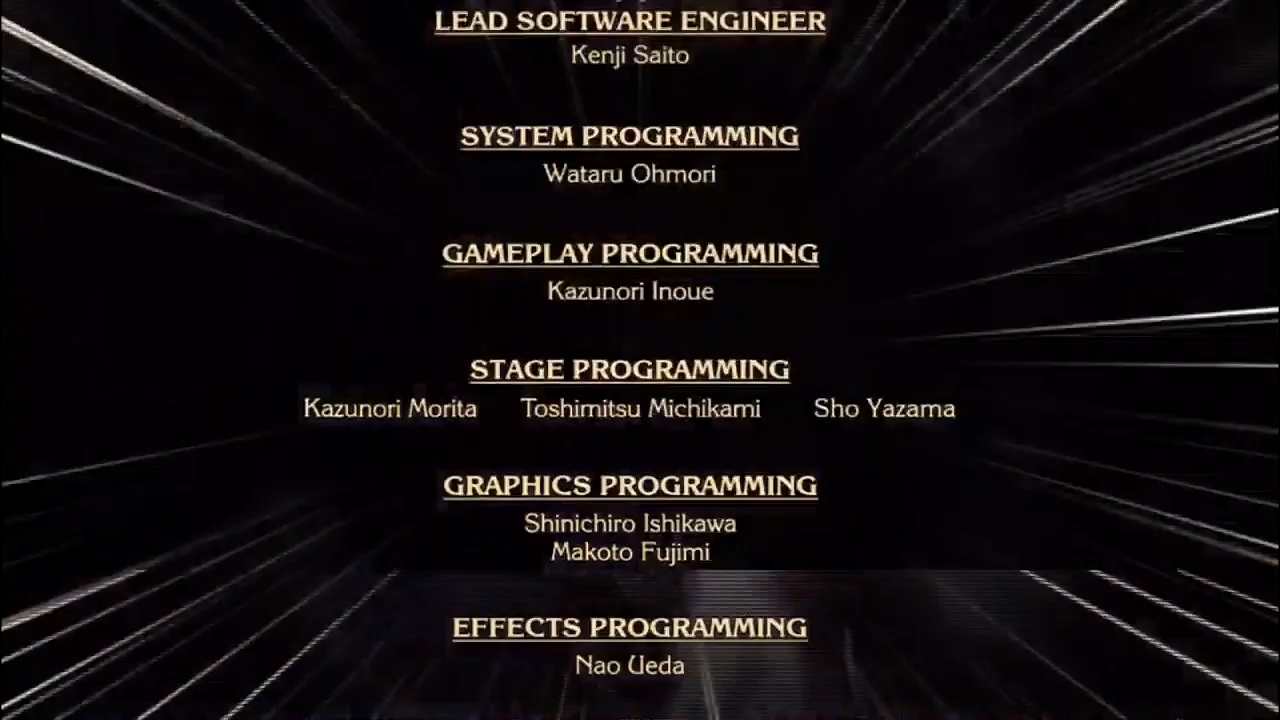 LEAD SOFTWARE ENGINEER
Kenji Saito
SYSTEM PROGRAMMING
Wataru Ohmori
GAMEPLAY PROGRAMMING
Kazunori Inoue
STAGE PROGRAMMING
Kazunori Morita Toshimitsu Michikami Sho Yazama
GRAPHICS PROGRAMMING
Shinichiro Ishikawa
Makoto Fujimi
EFFECTS PROGRAMMING
Nao Ueda